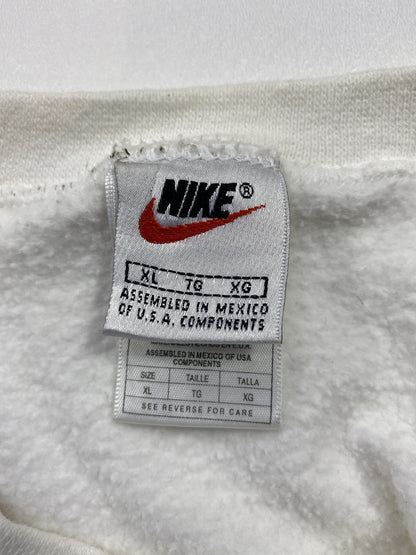 NIKE®
XL TG XG
ASSEMBLED IN MEXICO
OF U.S.A. COMPONENTS
ASSEMBLED IN MEXICO OF USA
COMPONENTS
SIZE TAILLE TALLA
XL TG XG
SEE REVERSE FOR CARE